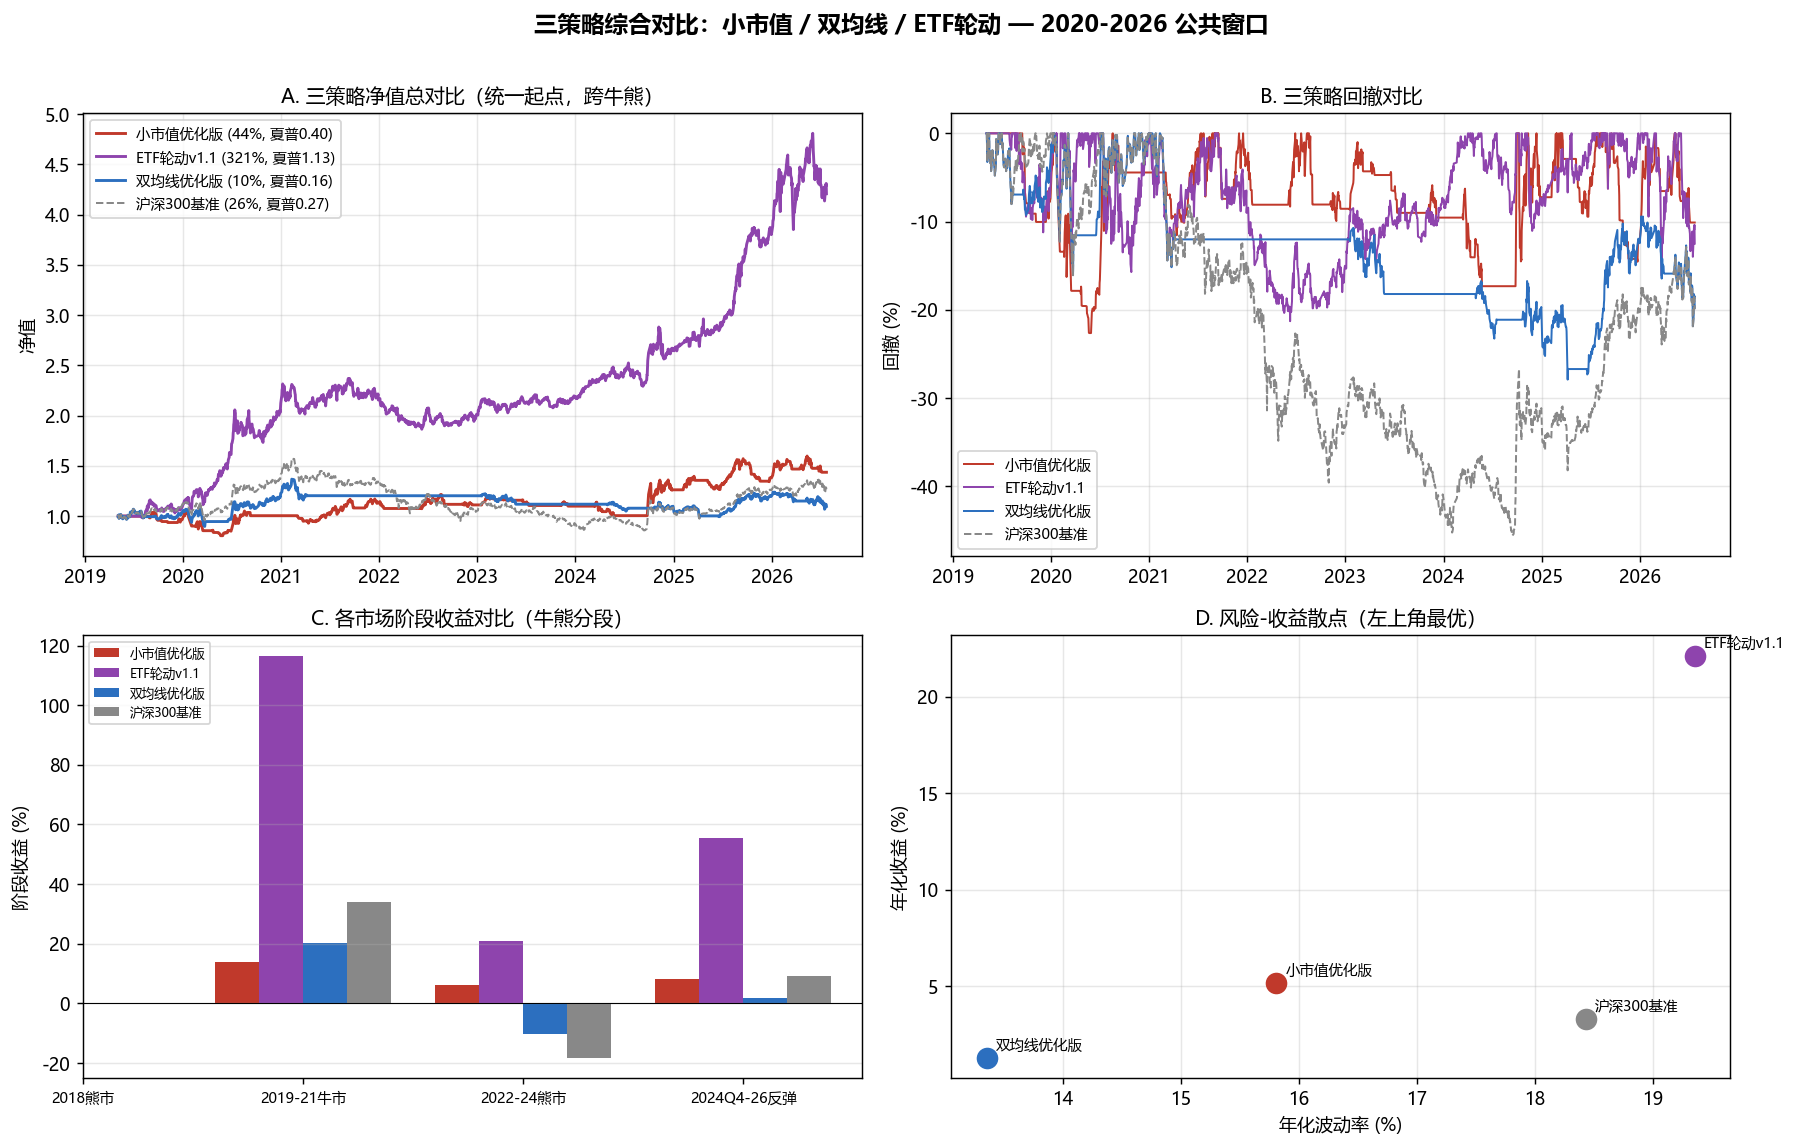 三策略综合对比：小市值 / 双均线 / ETF轮动 — 2020-2026 公共窗口
A. 三策略净值总对比（统一起点，跨牛熊）
净值
5.0
4.5
4.0
3.5
3.0
2.5
2.0
1.5
1.0
小市值优化版 (44%, 夏普0.40)
ETF轮动v1.1 (321%, 夏普1.13)
双均线优化版 (10%, 夏普0.16)
沪深300基准 (26%, 夏普0.27)
2019 2020 2021 2022 2023 2024 2025 2026
B. 三策略回撤对比
回撤 (%)
0
-10
-20
-30
-40
小市值优化版
ETF轮动v1.1
双均线优化版
沪深300基准
2019 2020 2021 2022 2023 2024 2025 2026
C. 各市场阶段收益对比（牛熊分段）
阶段收益 (%)
120
100
80
60
40
20
0
-20
小市值优化版
ETF轮动v1.1
双均线优化版
沪深300基准
2018熊市 2019-21牛市 2022-24熊市 2024Q4-26反弹
D. 风险-收益散点（左上角最优）
年化收益 (%)
20
15
10
5
ETF轮动v1.1
小市值优化版
沪深300基准
双均线优化版
14 15 16 17 18 19
年化波动率 (%)